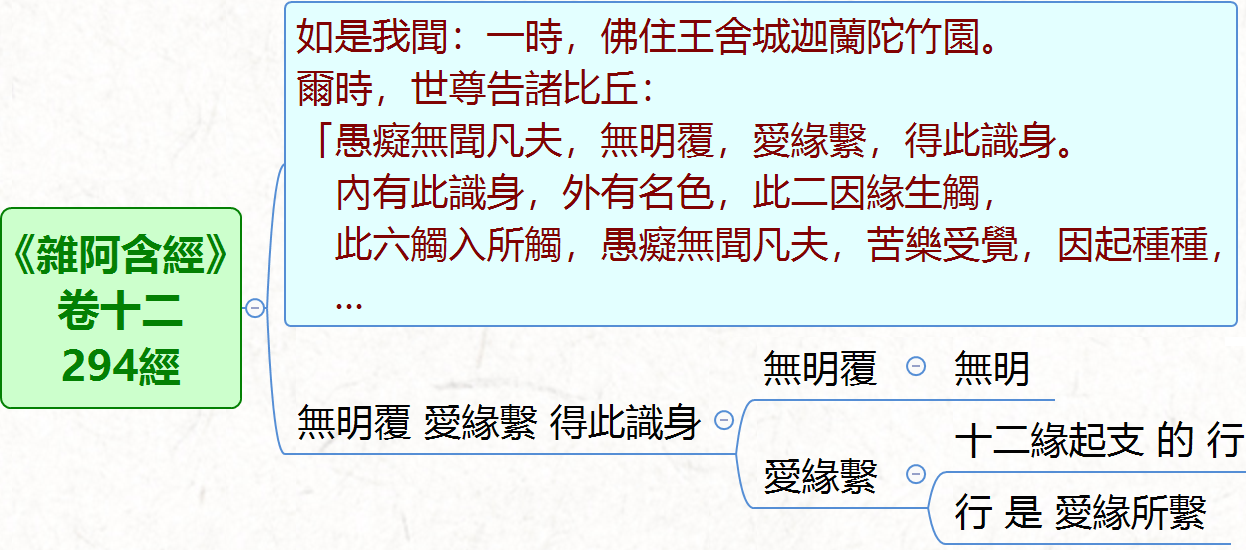 《雜阿含經》
卷十二
294經
如是我聞：一時，佛住王舍城迦蘭陀竹園。
爾時，世尊告諸比丘：
「愚癡無聞凡夫，無明覆，愛緣繫，得此識身。
內有此識身，外有名色，此二因緣生觸，
此六觸入所觸，愚癡無聞凡夫，苦樂受覺，因起種種，
...
無明覆 愛緣繫 得此識身
無明覆
無明
愛緣繫
十二緣起支 的 行
行 是 愛緣所繫